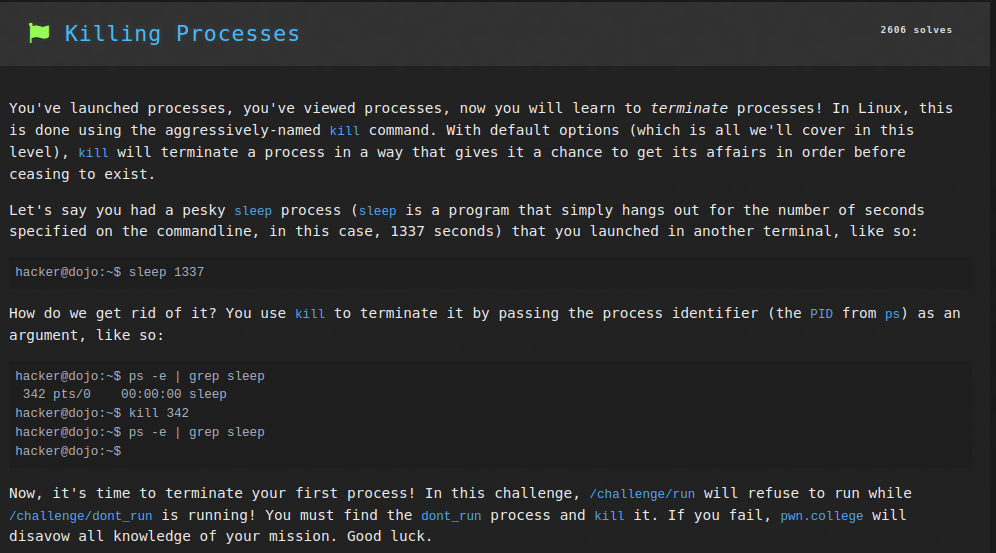 Killing Processes
2606 solves
You've launched processes, you've viewed processes, now you will learn to terminate processes! In Linux, this
is done using the aggressively-named kill command. With default options (which is all we'll cover in this
level), kill will terminate a process in a way that gives it a chance to get its affairs in order before
ceasing to exist.
Let's say you had a pesky sleep process (sleep is a program that simply hangs out for the number of seconds
specified on the commandline, in this case, 1337 seconds) that you launched in another terminal, like so:
hacker@dojo:~$ sleep 1337
How do we get rid of it? You use kill to terminate it by passing the process identifier (the PID from ps) as an
argument, like so:
hacker@dojo:~$ ps -e | grep sleep
 342 pts/0    00:00:00 sleep
hacker@dojo:~$ kill 342
hacker@dojo:~$ ps -e | grep sleep
hacker@dojo:~$
Now, it's time to terminate your first process! In this challenge, /challenge/run will refuse to run while
/challenge/dont_run is running! You must find the dont_run process and kill it. If you fail, pwn.college will
disavow all knowledge of your mission. Good luck.